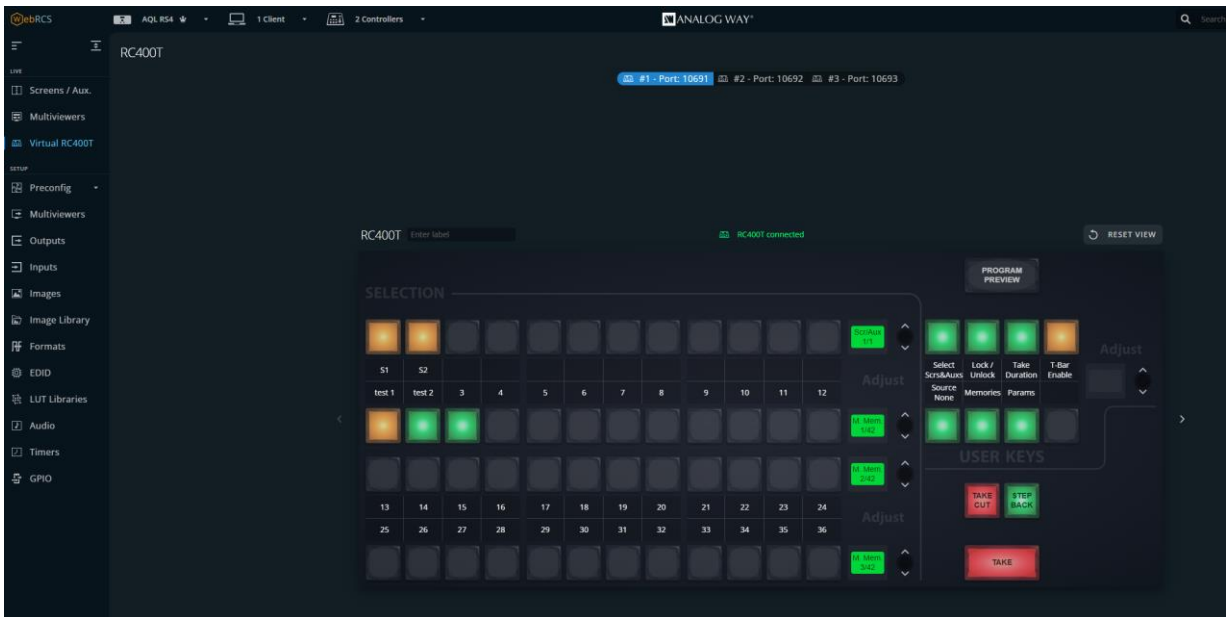 WebRCS AQL RS4 1 Client 2 Controllers ANALOG WAY® Search
RC400T
#1 - Port: 10691 #2 - Port: 10692 #3 - Port: 10693
LIVE
Screens / Aux.
Multiviewers
Virtual RC400T
SETUP
Preconfig
Multiviewers
Outputs
Inputs
Images
Image Library
Formats
EDID
LUT Libraries
Audio
Timers
GPIO
RC400T Enter label RC400T connected RESET VIEW
PROGRAM
PREVIEW
SELECTION
Scr/Aux
1/1
Adjust
S1 S2
Adjust
test 1 test 2 3 4 5 6 7 8 9 10 11 12
M. Mem.
1/42
M. Mem.
2/42
13 14 15 16 17 18 19 20 21 22 23 24
Adjust
25 26 27 28 29 30 31 32 33 34 35 36
M. Mem.
3/42
Select Lock / Take T-Bar
Scrs&Auxs Unlock Duration Enable
Source
None Memories Params
USER KEYS
TAKE
CUT
STEP
BACK
TAKE